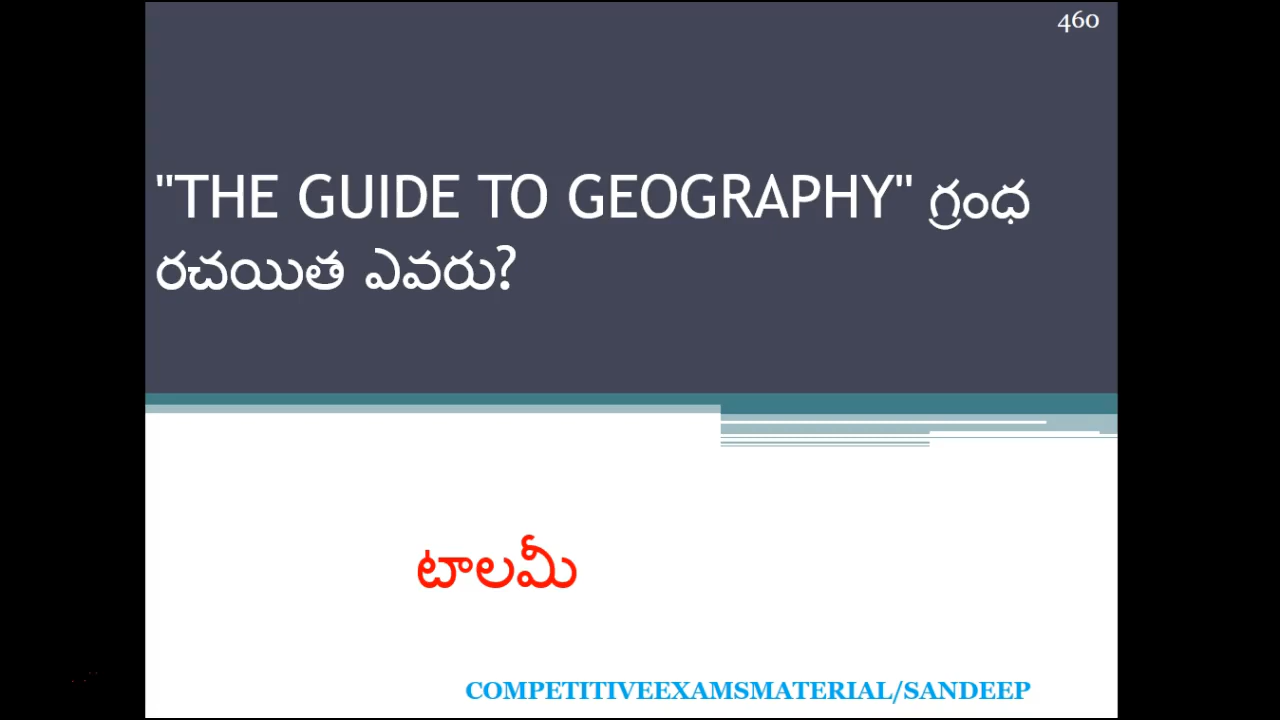 460
"THE GUIDE TO GEOGRAPHY" గ్రంధ
రచయిత ఎవరు?
టాలమీ
COMPETITIVEEXAMSMATERIAL/SANDEEP